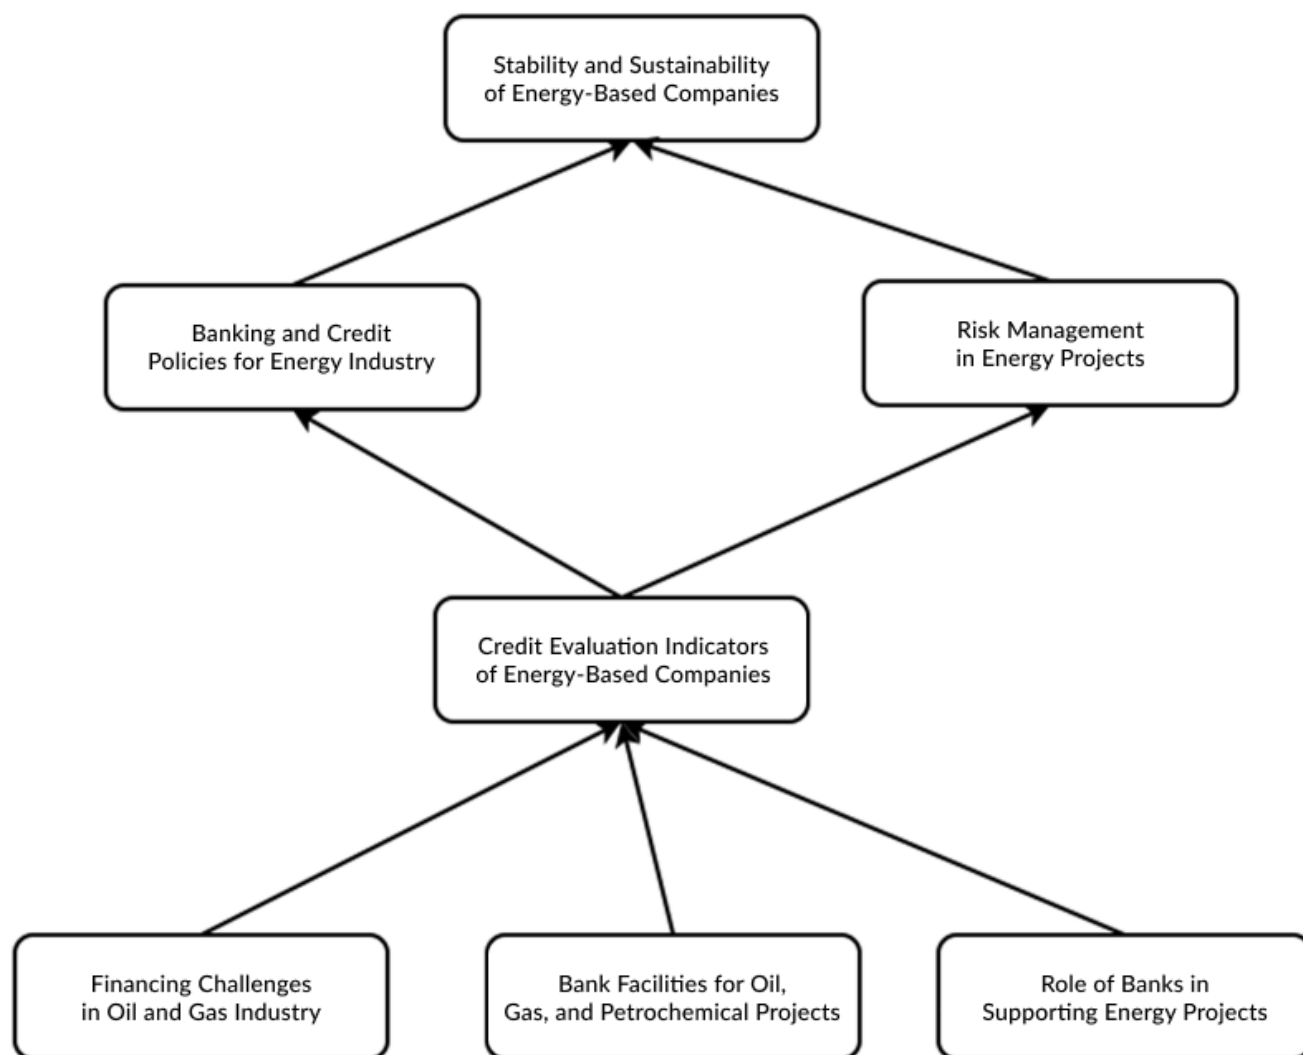 Stability and Sustainability
of Energy-Based Companies
Banking and Credit
Policies for Energy Industry
Risk Management
in Energy Projects
Credit Evaluation Indicators
of Energy-Based Companies
Financing Challenges
in Oil and Gas Industry
Bank Facilities for Oil,
Gas, and Petrochemical Projects
Role of Banks in
Supporting Energy Projects